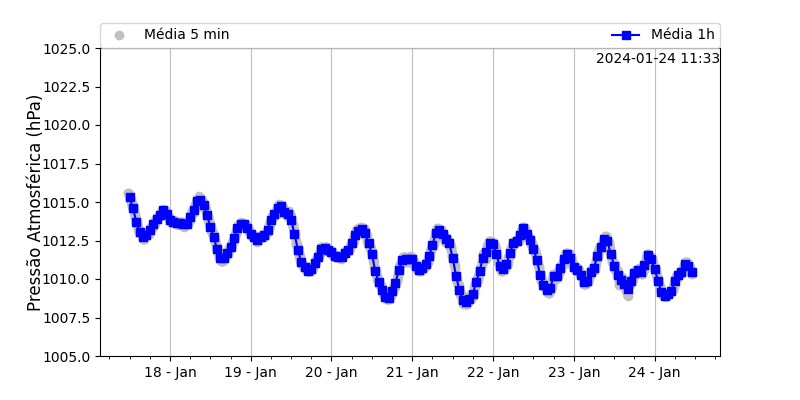 Média 5 min
Média 1h
2024-01-24 11:33
Pressão Atmosférica (hPa)
1025.0
1022.5
1020.0
1017.5
1015.0
1012.5
1010.0
1007.5
1005.0
18 - Jan
19 - Jan
20 - Jan
21 - Jan
22 - Jan
23 - Jan
24 - Jan